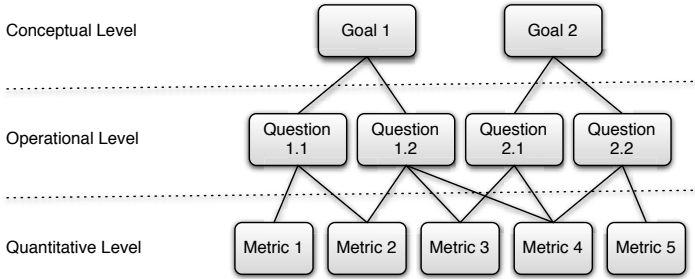 Conceptual Level
Goal 1
Goal 2
Operational Level
Question
1.1
Question
1.2
Question
2.1
Question
2.2
Quantitative Level
Metric 1
Metric 2
Metric 3
Metric 4
Metric 5